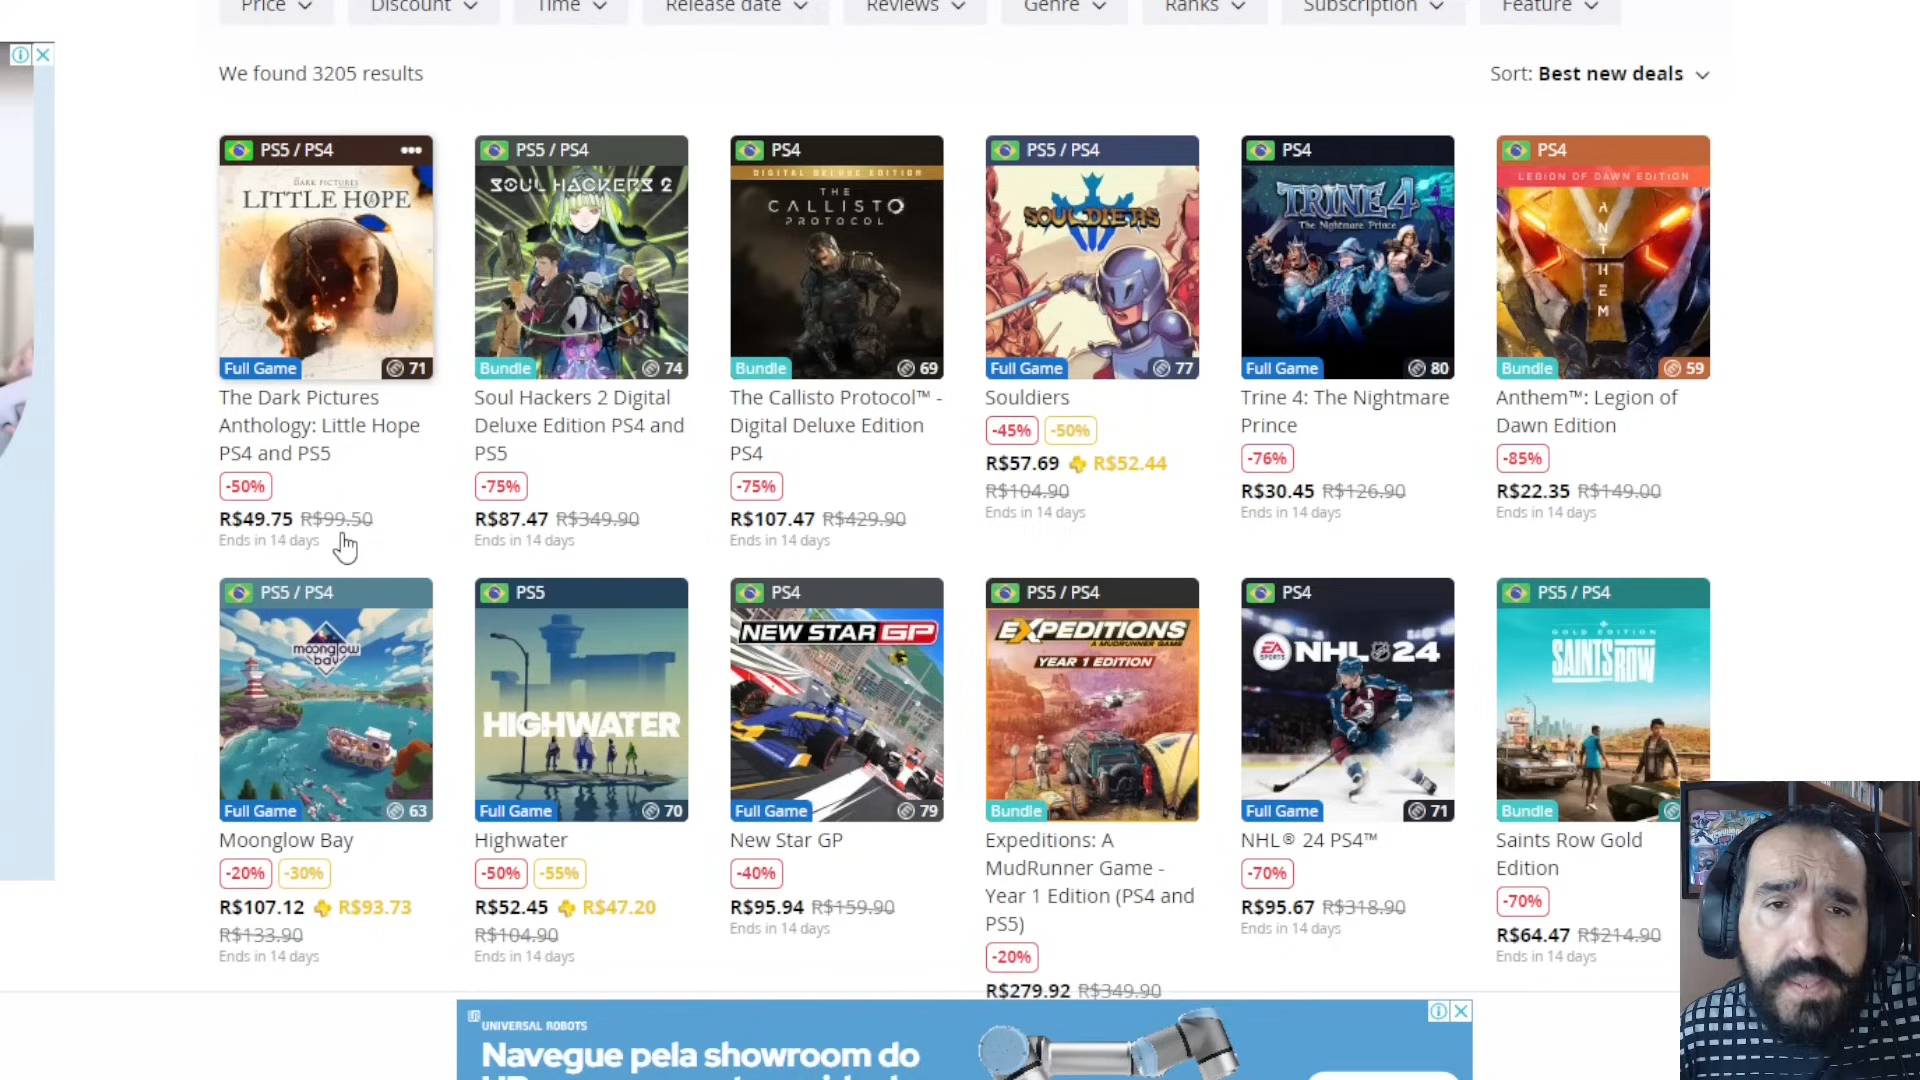 Price
Discount
Time
Release date
Reviews
Genre
Ranks
Subscription
Feature
We found 3205 results
Sort: Best new deals
PS5 / PS4
DARK PICTURES
LITTLE HOPE
Full Game
71
The Dark Pictures
Anthology: Little Hope
PS4 and PS5
-50%
R$49.75 R$99.50
Ends in 14 days
PS5 / PS4
SOUL HACKERS 2
Bundle
74
Soul Hackers 2 Digital
Deluxe Edition PS4 and
PS5
-75%
R$87.47 R$349.90
Ends in 14 days
PS4
DIGITAL DELUXE EDITION
THE
CALLISTO
PROTOCOL
Bundle
69
The Callisto Protocol™ -
Digital Deluxe Edition
PS4
-75%
R$107.47 R$429.90
Ends in 14 days
PS5 / PS4
SOULDIERS
Full Game
77
Souldiers
-45% -50%
R$57.69 R$52.44
R$104.90
Ends in 14 days
PS4
TRINE 4
The Nightmare Prince
Full Game
80
Trine 4: The Nightmare
Prince
-76%
R$30.45 R$126.90
Ends in 14 days
PS4
LEGION OF DAWN EDITION
ANTHEM
Bundle
59
Anthem™: Legion of
Dawn Edition
-85%
R$22.35 R$149.00
Ends in 14 days
PS5 / PS4
moonglow
bay
Full Game
63
Moonglow Bay
-20% -30%
R$107.12 R$93.73
R$133.90
Ends in 14 days
PS5
HIGHWATER
Full Game
70
Highwater
-50% -55%
R$52.45 R$47.20
R$104.90
Ends in 14 days
PS4
NEW STAR GP
Full Game
79
New Star GP
-40%
R$95.94 R$159.90
Ends in 14 days
PS5 / PS4
EXPEDITIONS
A MUDRUNNER GAME
YEAR 1 EDITION
Bundle
Expeditions: A
MudRunner Game -
Year 1 Edition (PS4 and
PS5)
-20%
R$279.92 R$349.90
PS4
EA
SPORTS
NHL 24
Full Game
71
NHL® 24 PS4™
-70%
R$95.67 R$318.90
Ends in 14 days
PS5 / PS4
GOLD EDITION
SAINTS ROW
Bundle
Saints Row Gold
Edition
-70%
R$64.47 R$214.90
Ends in 14 days
UNIVERSAL ROBOTS
Navegue pela showroom do